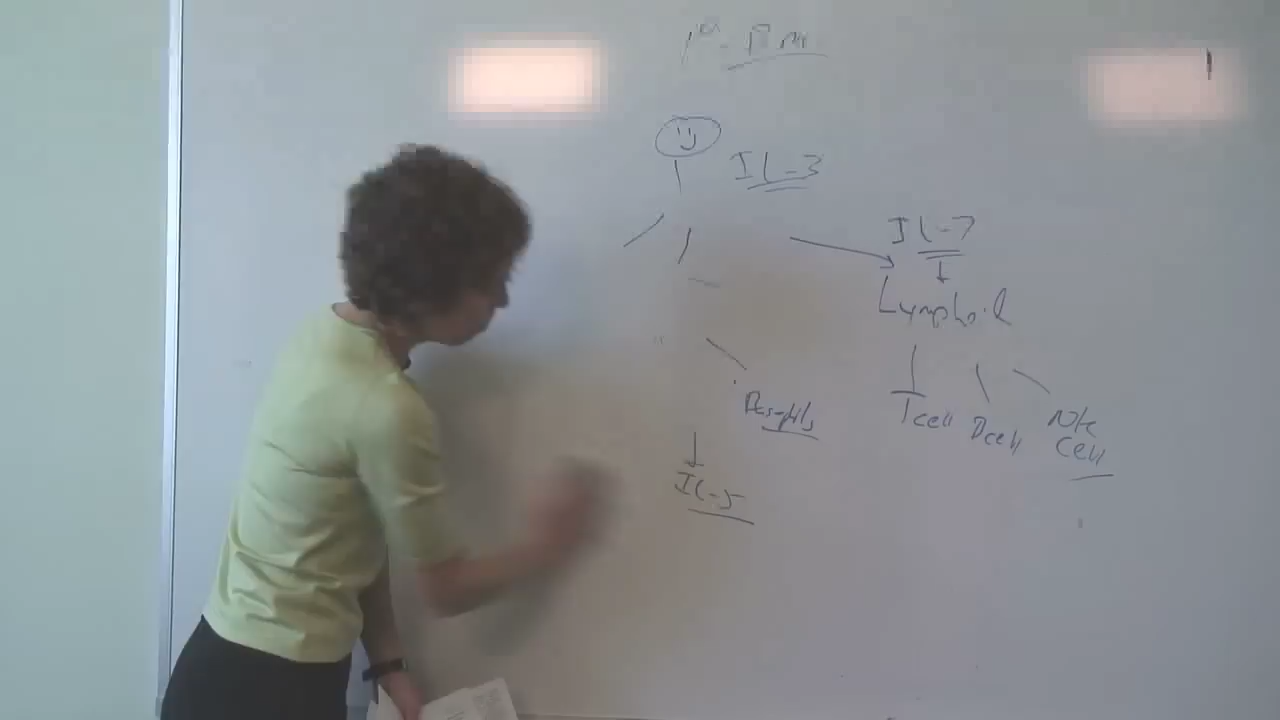 IL-3
IL-7
Lymphoid
T cell
B cell
NK
Cell
Basophils
IL-5